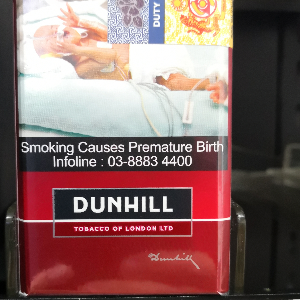 DUTY
Smoking Causes Premature Birth
Infoline : 03-8883 4400
DUNHILL
TOBACCO OF LONDON LTD
Dunhill